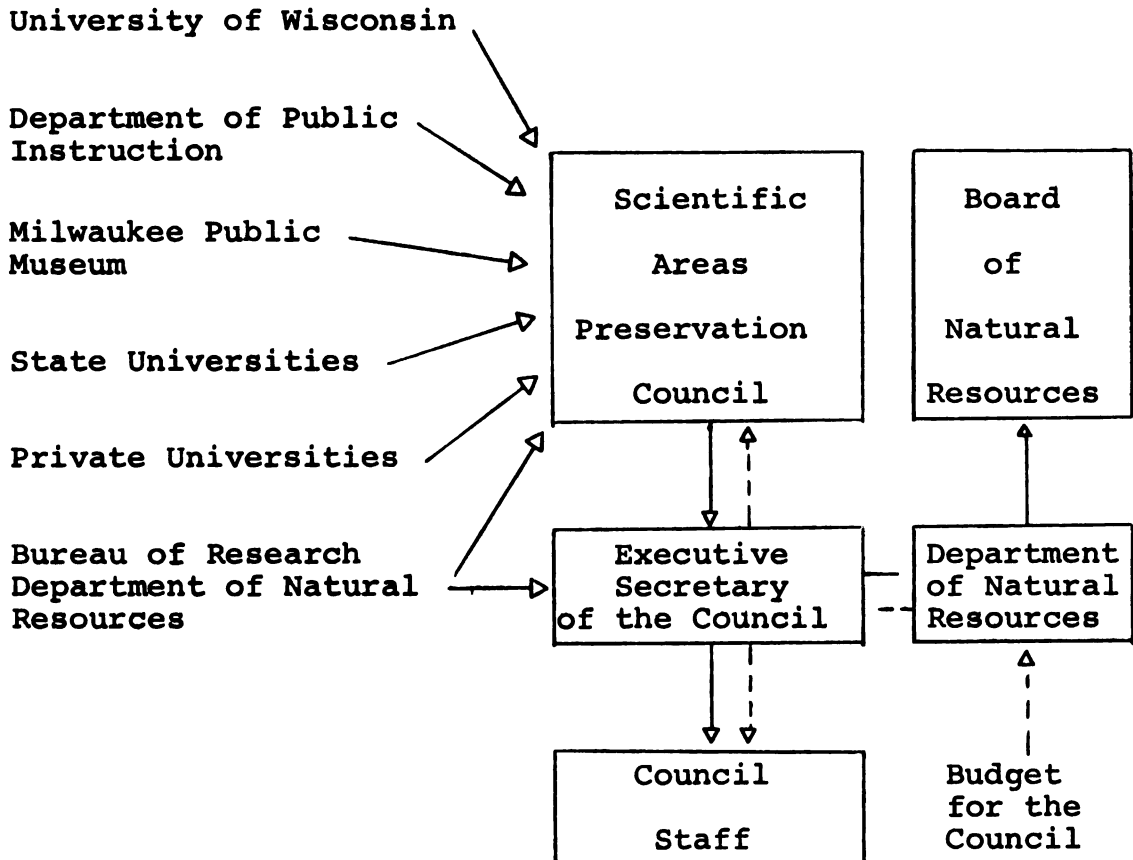 University of Wisconsin
Department of Public
Instruction
Milwaukee Public
Museum
State Universities
Private Universities
Bureau of Research
Department of Natural
Resources
Scientific
Areas
Preservation
Council
Board
of
Natural
Resources
Executive
Secretary
of the Council
Department
of Natural
Resources
Council
Staff
Budget
for the
Council